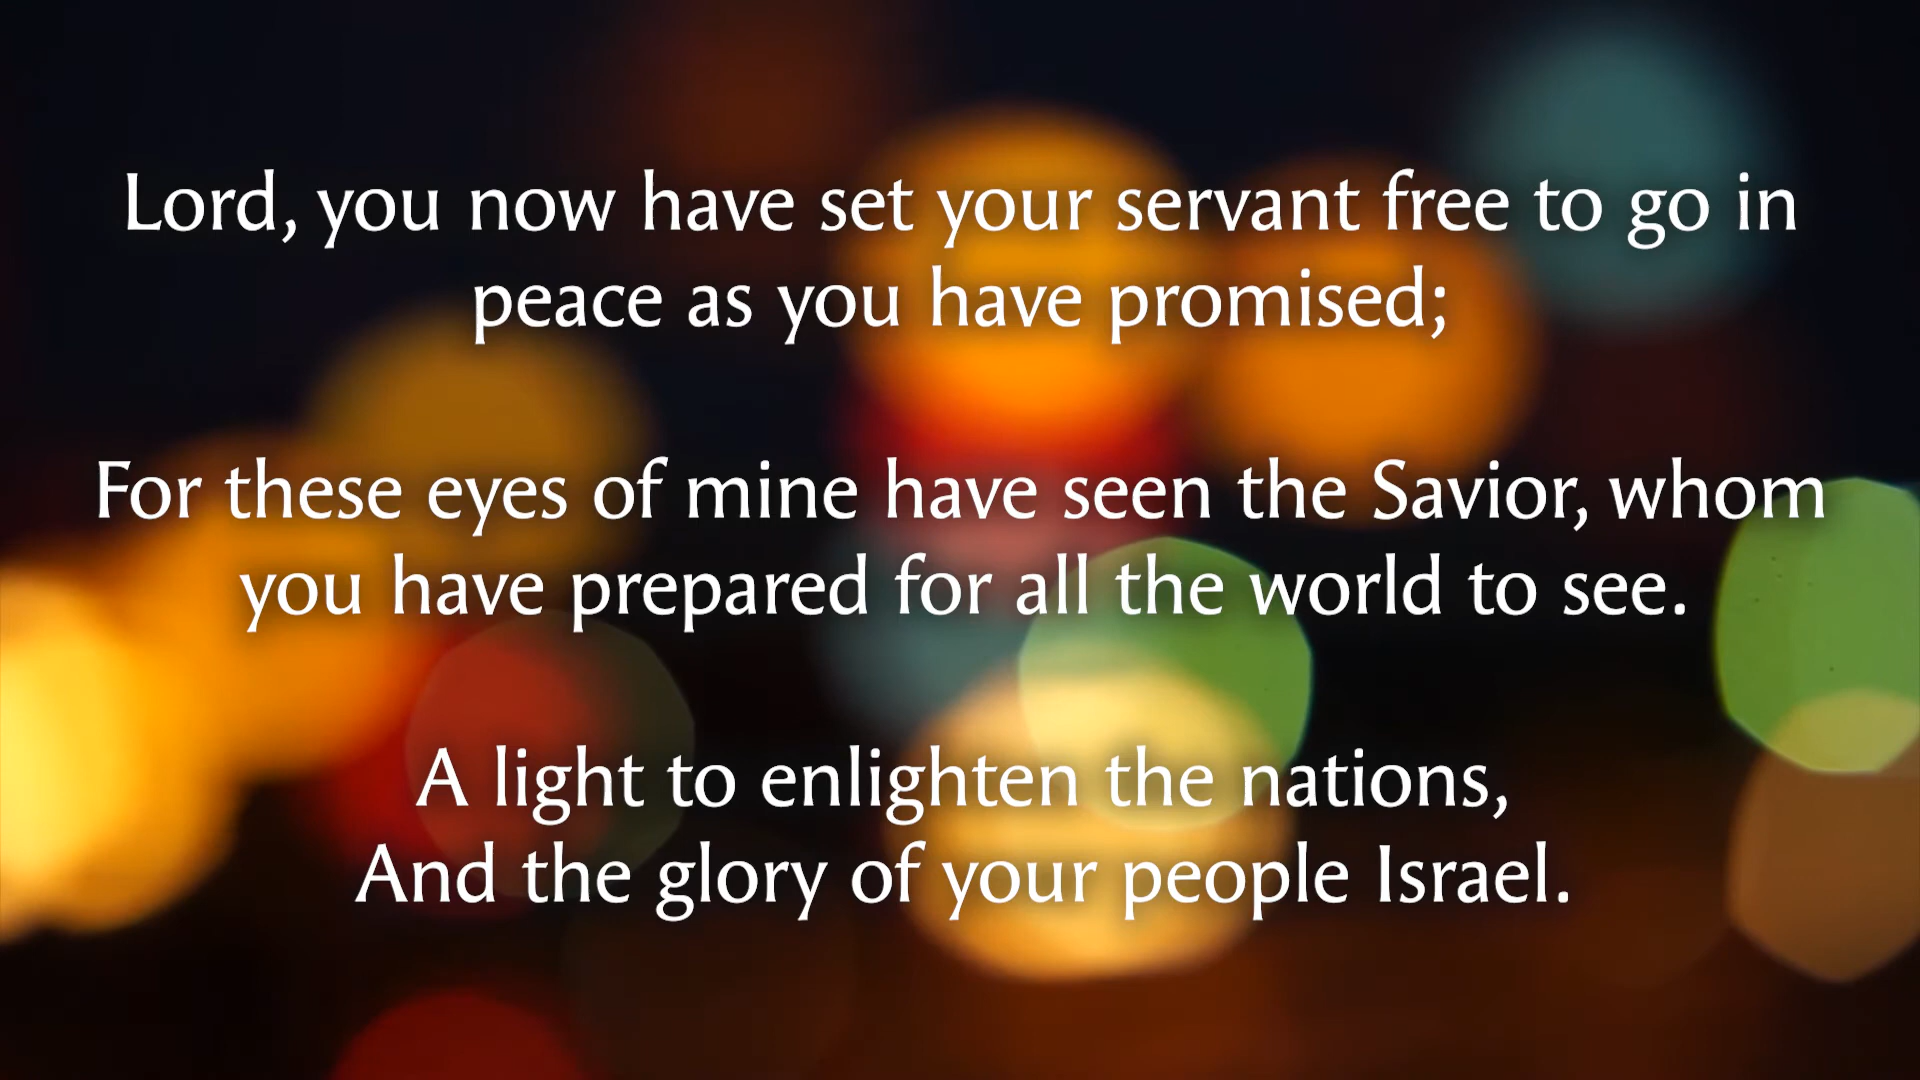 Lord, you now have set your servant free to go in
peace as you have promised;
For these eyes of mine have seen the Savior, whom
you have prepared for all the world to see.
A light to enlighten the nations,
And the glory of your people Israel.